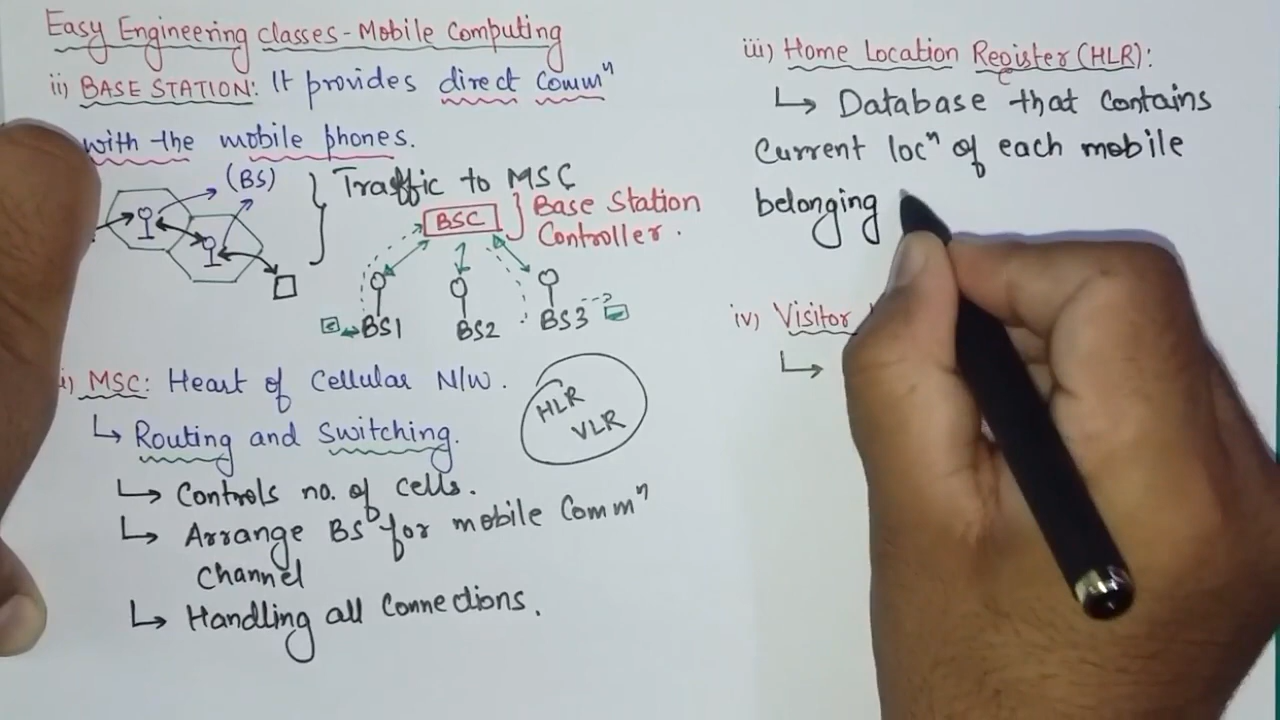 Easy Engineering classes - Mobile Computing
ii) BASE STATION: It provides direct Commⁿ
with the mobile phones.
(BS)
Traffic to MSC
BSC
Base Station
Controller.
BS1
BS2
BS3
i) MSC: Heart of Cellular N/W.
↳ Routing and Switching.
↳ Controls no. of cells.
↳ Arrange BS for mobile Commⁿ
Channel
↳ Handling all Connections.
HLR
VLR
iii) Home Location Register (HLR):
↳ Database that contains
Current locⁿ of each mobile
belonging
iv) Visitor
↳